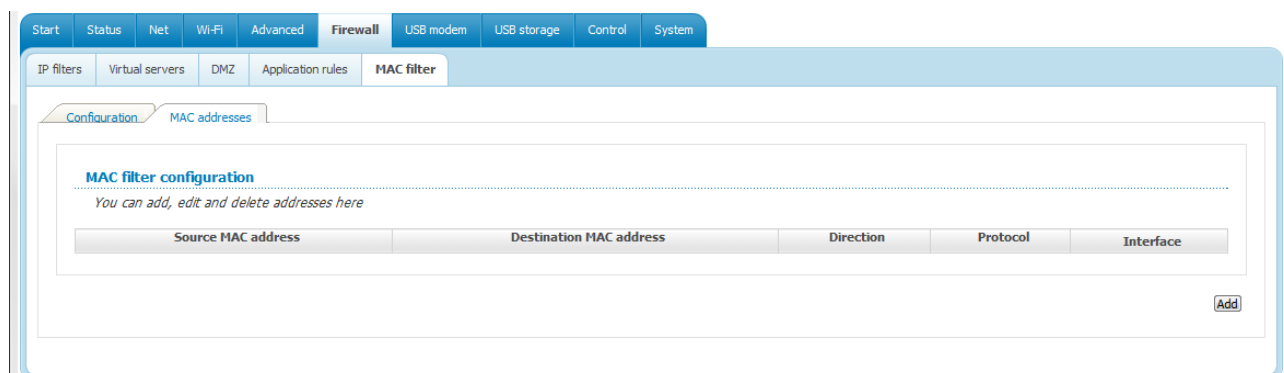 Start Status Net Wi-Fi Advanced Firewall USB modem USB storage Control System
IP filters Virtual servers DMZ Application rules MAC filter
Configuration MAC addresses
MAC filter configuration
You can add, edit and delete addresses here
Source MAC address Destination MAC address Direction Protocol Interface
Add